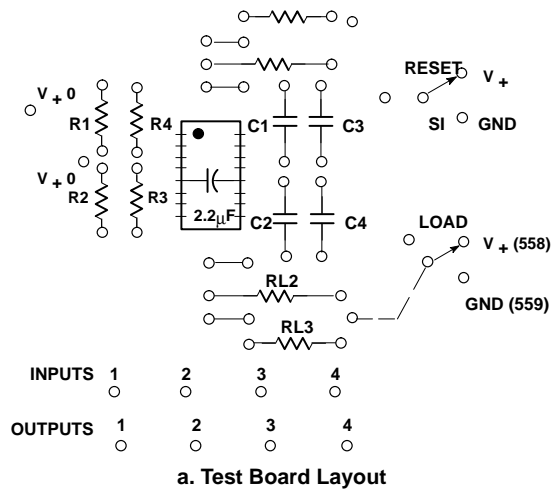 RESET
V +
V + 0
R1
R4
C1
C3
SI
GND
V + 0
R2
R3
2.2μF
C2
C4
LOAD
V + (558)
RL2
GND (559)
RL3
INPUTS 1 2 3 4
OUTPUTS 1 2 3 4
a. Test Board Layout